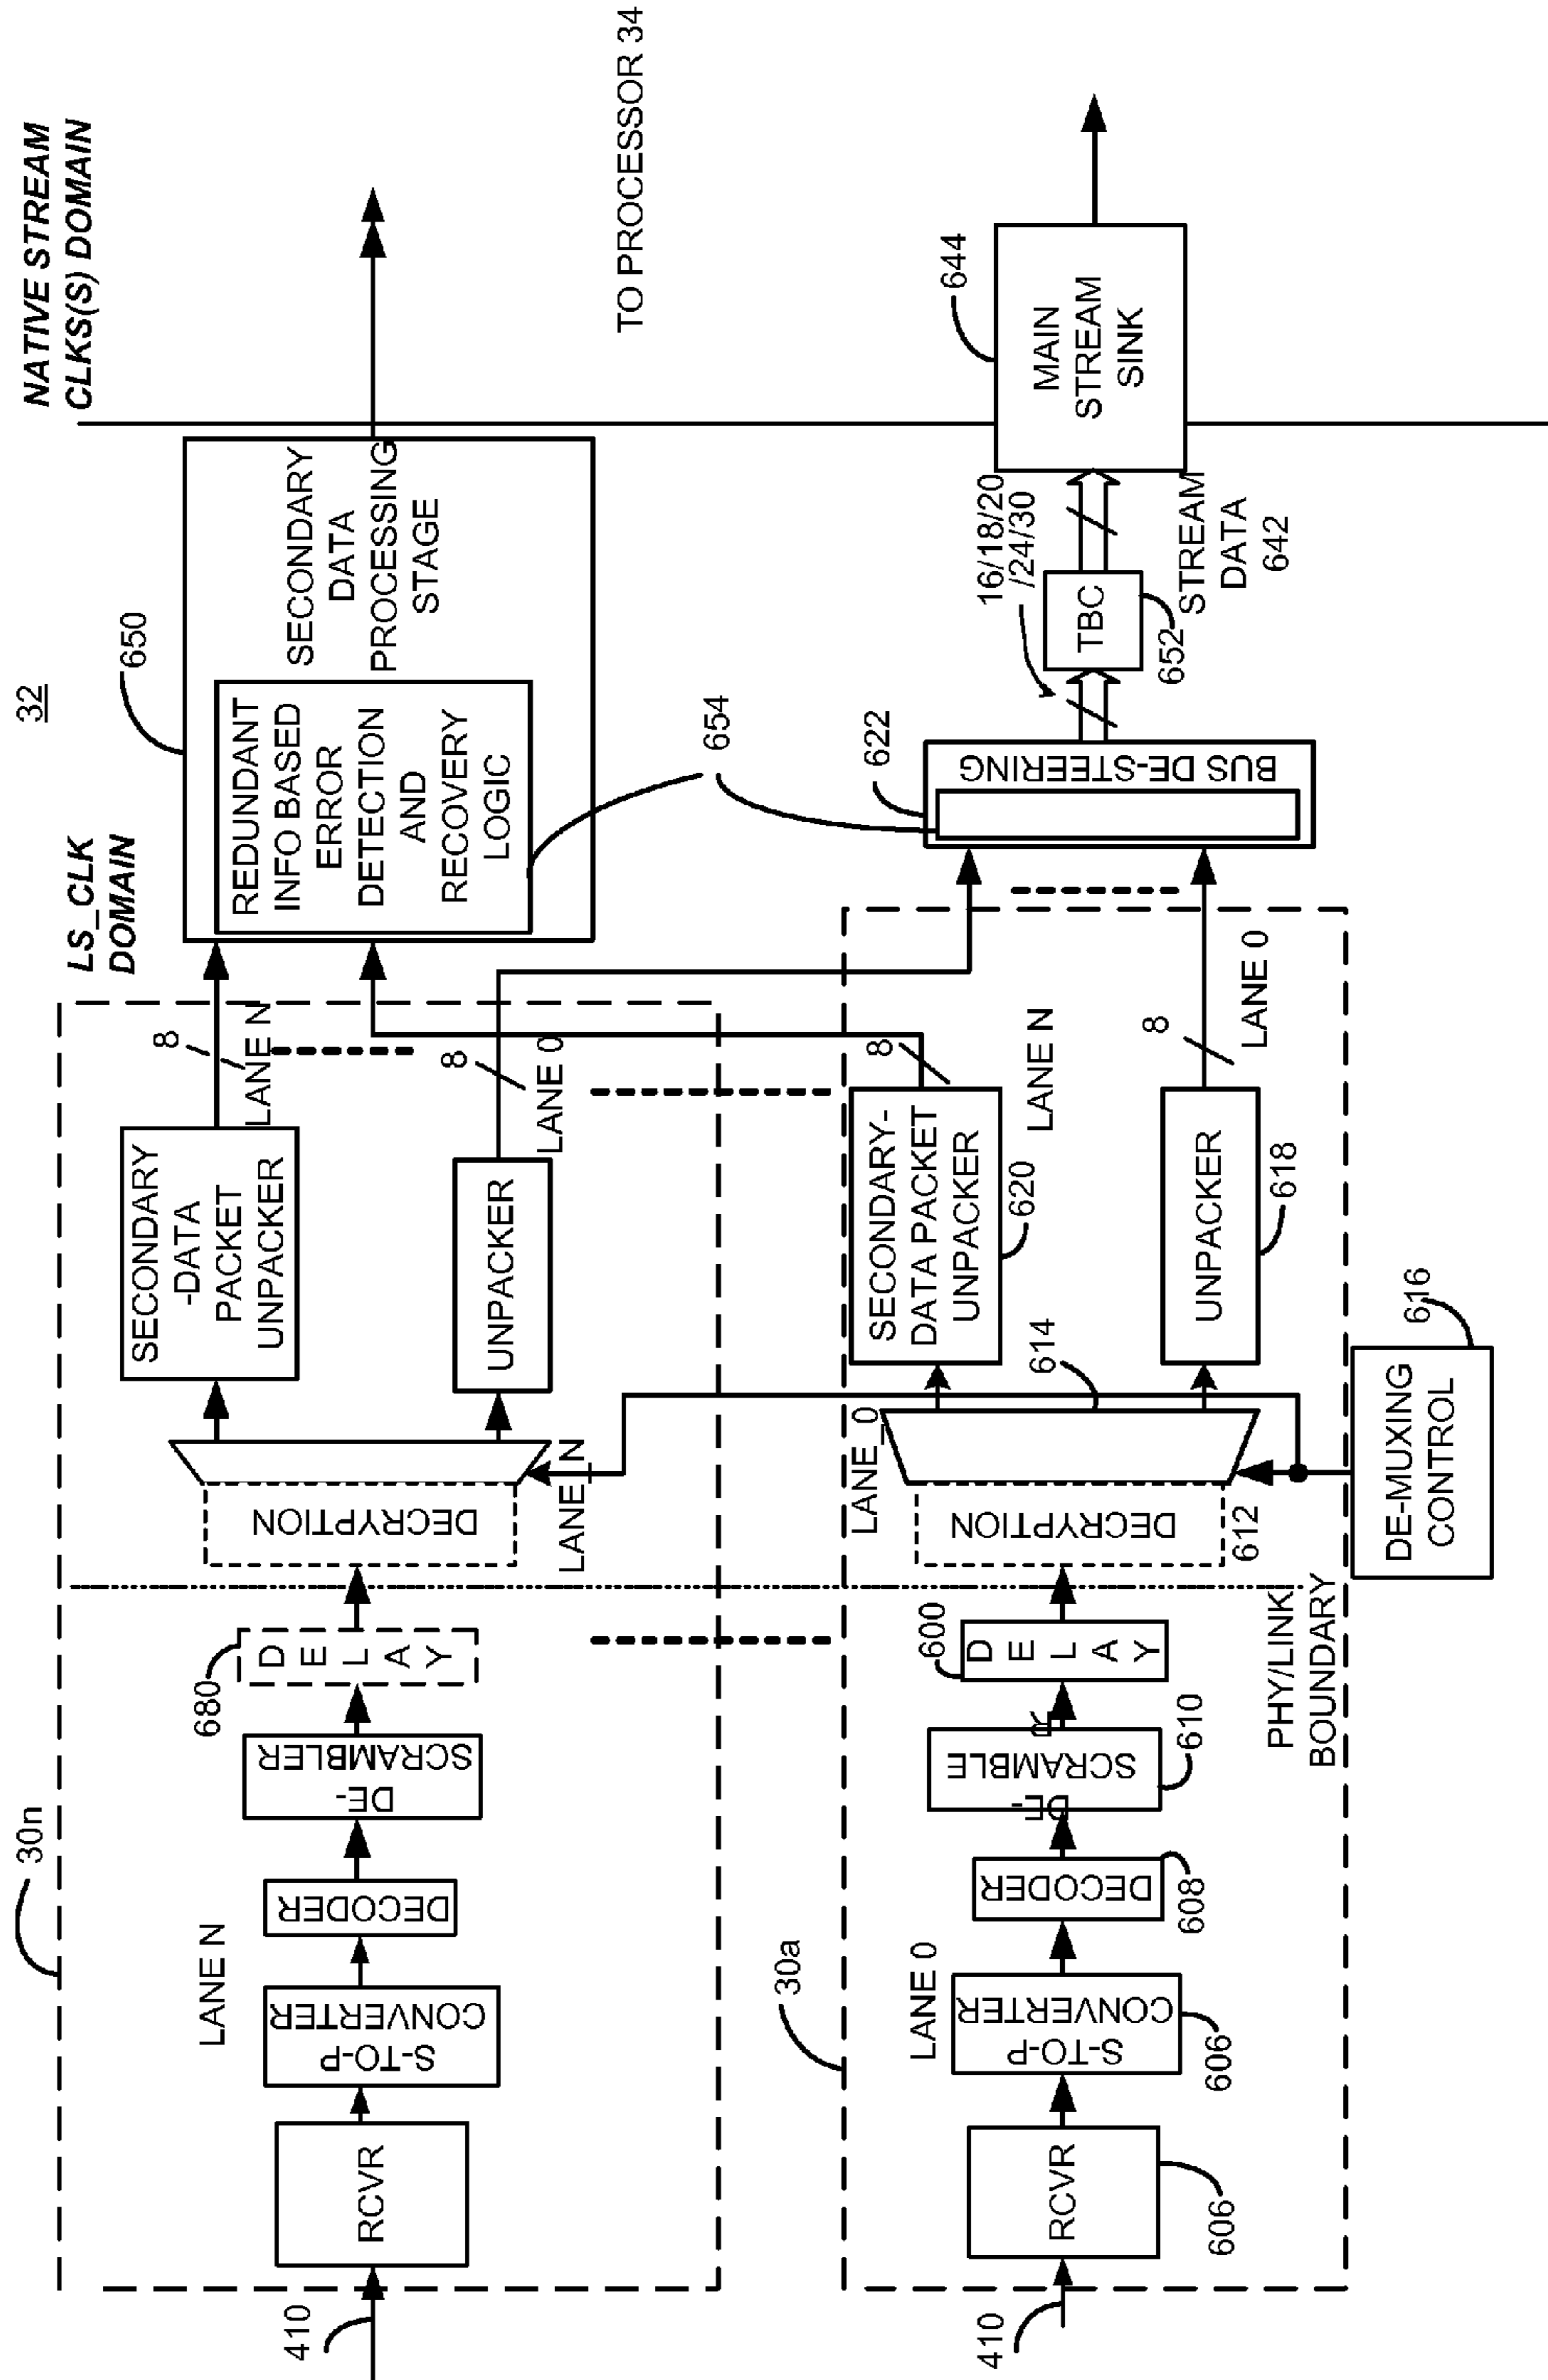 32
NATIVE STREAM
CLKS(S) DOMAIN
LS_CLK
DOMAIN
30n
LANE N
410
RCVR
S-TO-P
CONVERTER
DECODER
DE-
SCRAMBLER
680
D
E
L
A
Y
DECRYPTION
LANE_N
SECONDARY
-DATA
PACKET
UNPACKER
8
LANE N
UNPACKER
8
LANE 0
650
REDUNDANT
INFO BASED
ERROR
DETECTION
AND
RECOVERY
LOGIC
SECONDARY
DATA
PROCESSING
STAGE
654
TO PROCESSOR 34
30a
LANE 0
410
RCVR
606
S-TO-P
CONVERTER
606
DECODER
608
DE-
SCRAMBLE
R
610
600
D
E
L
A
Y
PHY/LINK
BOUNDARY
DECRYPTION
612
LANE_0
614
DE-MUXING
CONTROL
616
SECONDARY-
DATA PACKET
UNPACKER
620
8
LANE N
UNPACKER
618
8
LANE 0
622
BUS DE-STEERING
16/18/20
/24/30
TBC
652
STREAM
DATA
642
MAIN
STREAM
SINK
644